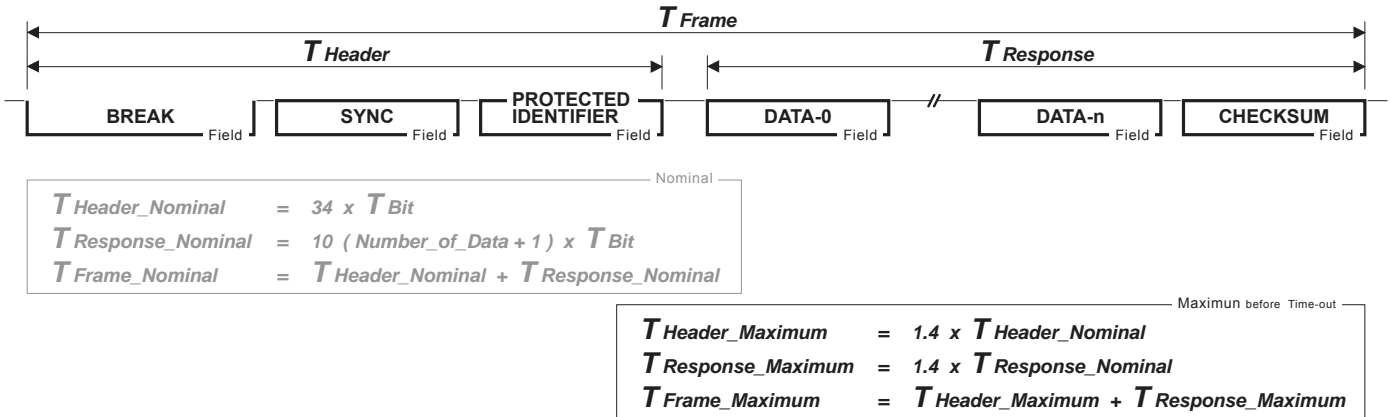 T Frame
T Header T Response
BREAK Field SYNC Field PROTECTED IDENTIFIER Field DATA-0 Field // DATA-n Field CHECKSUM Field
Nominal
T Header_Nominal = 34 x T Bit
T Response_Nominal = 10 ( Number_of_Data + 1 ) x T Bit
T Frame_Nominal = T Header_Nominal + T Response_Nominal
Maximun before Time-out
T Header_Maximum = 1.4 x T Header_Nominal
T Response_Maximum = 1.4 x T Response_Nominal
T Frame_Maximum = T Header_Maximum + T Response_Maximum